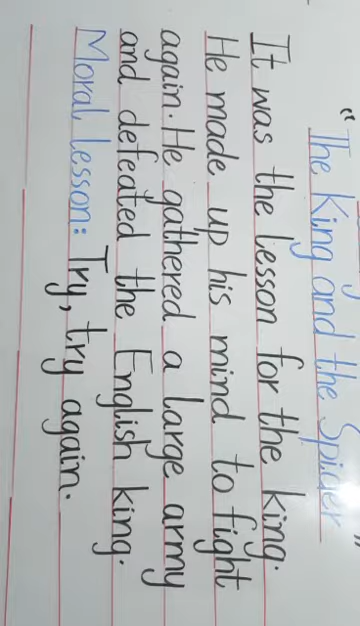 "The King and the Spider"
It was the lesson for the king.
He made up his mind to fight
again. He gathered a large army
and defeated the English king.
Moral lesson: Try, try again.